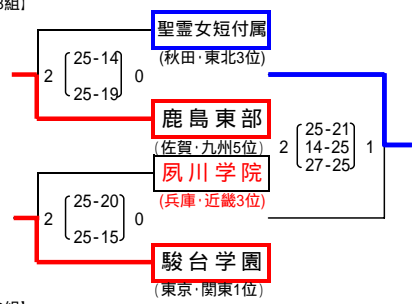 聖霊女短付属
(秋田･東北3位)
25-14
2 0
25-19
鹿島東部
(佐賀･九州5位)
25-21
2 14-25 1
27-25
夙川学院
(兵庫･近畿3位)
25-20
2 0
25-15
駿台学園
(東京･関東1位)